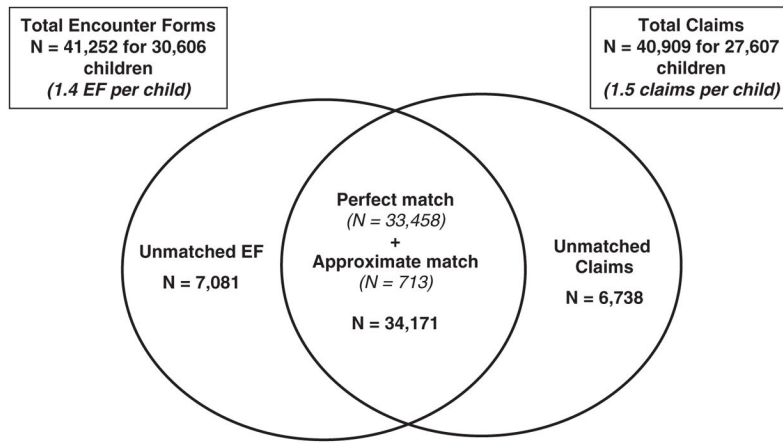 Total Encounter Forms
N = 41,252 for 30,606
children
(1.4 EF per child)
Total Claims
N = 40,909 for 27,607
children
(1.5 claims per child)
Unmatched EF
N = 7,081
Perfect match
(N = 33,458)
+
Approximate match
(N = 713)
N = 34,171
Unmatched
Claims
N = 6,738